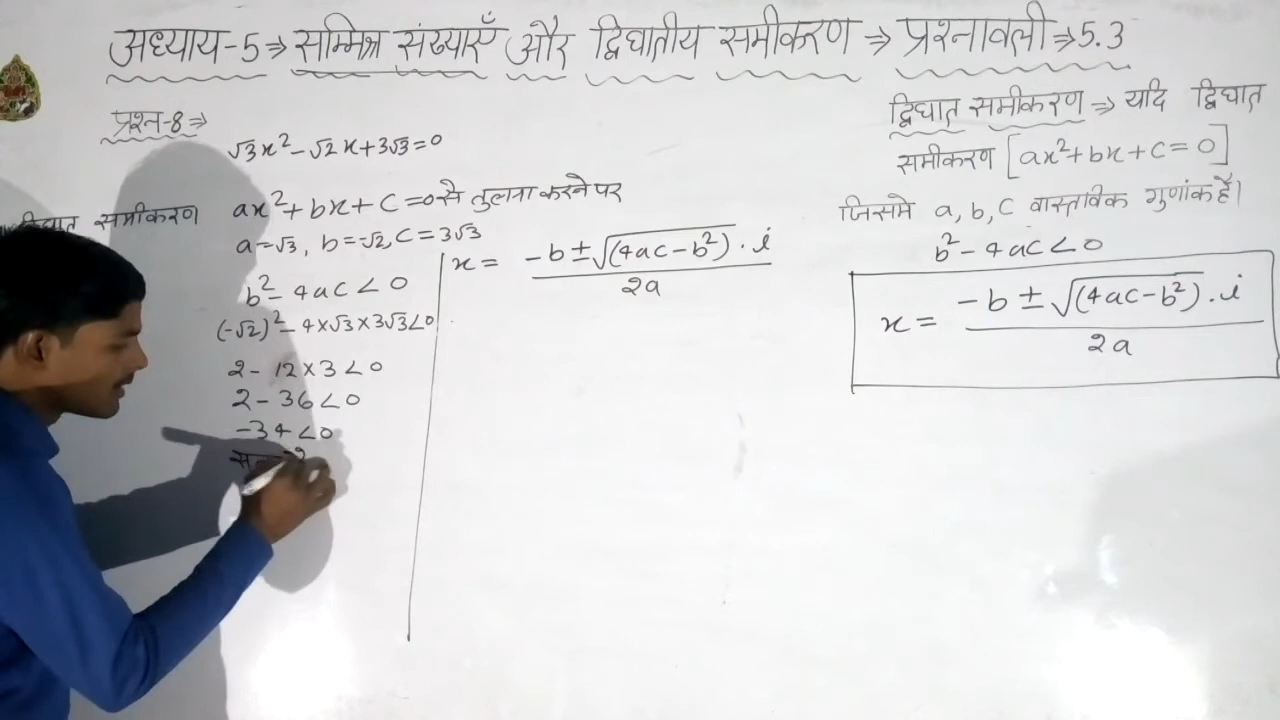 अध्याय-5⇒ सम्मिश्र संख्याएँ और द्विघातीय समीकरण ⇒ प्रश्नावली⇒5.3
प्रश्न-8⇒
√3x²-√2x+3√3=0
समीकरण ax²+bx+C=0 से तुलना करने पर
a=√3, b=-√2, C=3√3
b²-4ac<0
(-√2)²-4×√3×3√3<0
2-12×3<0
2-36<0
-34<0
x = -b±√(4ac-b²).i
2a
द्विघात समीकरण ⇒ यदि द्विघात
समीकरण [ax²+bx+c=0]
जिसमे a,b,c वास्तविक गुणांक हैं।
b²-4ac<0
x = -b±√(4ac-b²).i
2a